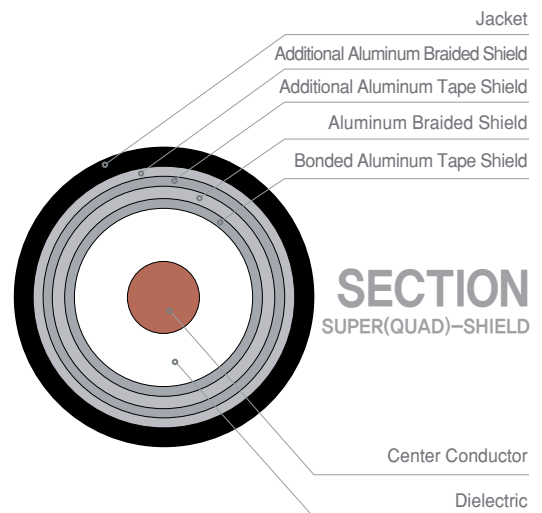 Jacket
Additional Aluminum Braided Shield
Additional Aluminum Tape Shield
Aluminum Braided Shield
Bonded Aluminum Tape Shield
SECTION
SUPER(QUAD)–SHIELD
Center Conductor
Dielectric